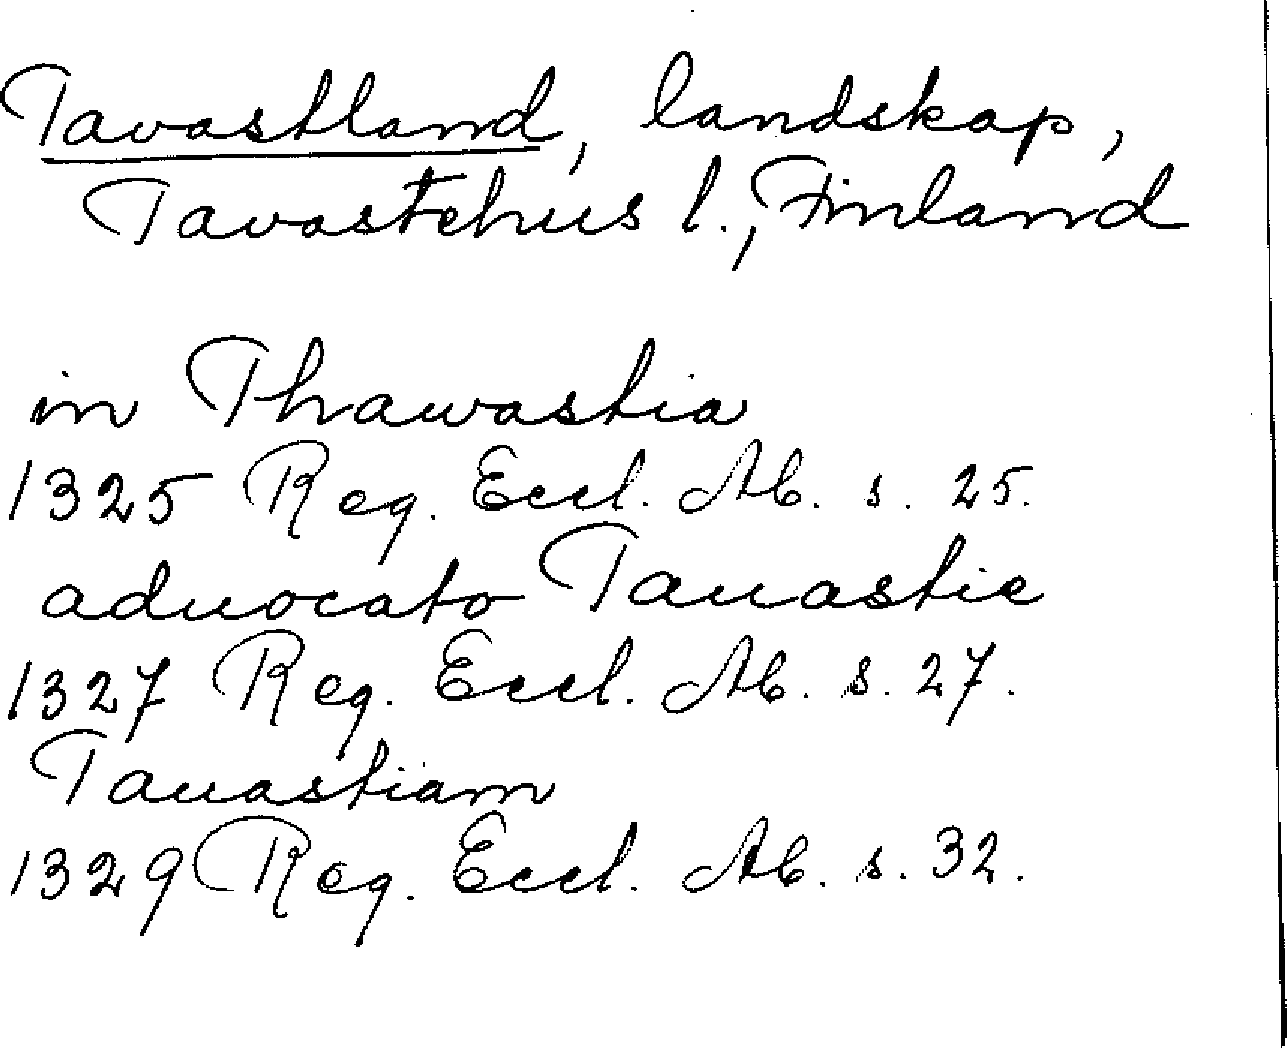 Tavastland, landskap,
Tavastehus l., Finland
in Thawastia
1325 Reg. Eccl. Ab. s. 25.
aduocato Tauastie
1327 Reg. Eccl. Ab. s. 27.
Tauastiam
1329 Reg. Eccl. Ab. s. 32.